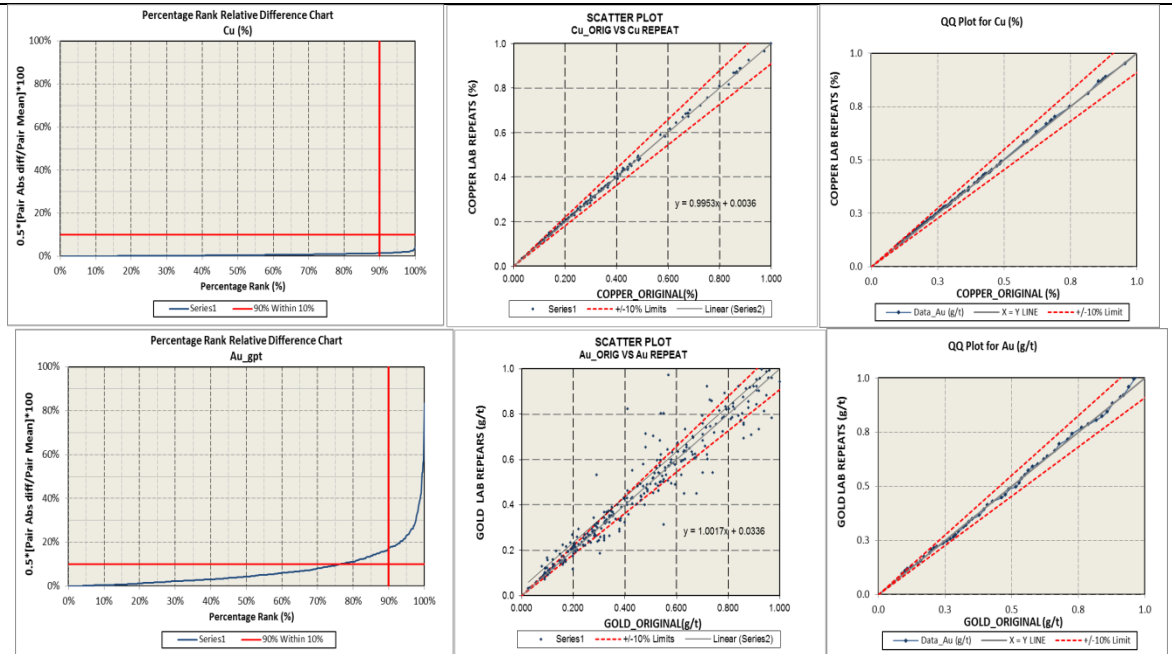 Percentage Rank Relative Difference Chart
Cu (%)
0.5*[Pair Abs diff/Pair Mean]*100
100%
80%
60%
40%
20%
0%
0% 10% 20% 30% 40% 50% 60% 70% 80% 90% 100%
Percentage Rank (%)
Series1 90% Within 10%
SCATTER PLOT
Cu_ORIG VS Cu REPEAT
COPPER LAB REPEATS (%)
1.0
0.8
0.6
0.4
0.2
0.0
y = 0.9953x + 0.0036
0.000 0.200 0.400 0.600 0.800 1.000
COPPER_ORIGINAL(%)
Series1 +/-10% Limits Linear (Series2)
QQ Plot for Cu (%)
COPPER LAB REPEATS (%)
1.0
0.8
0.5
0.3
0.0
0.0 0.3 0.5 0.8 1.0
COPPER_ORIGINAL (%)
Data_Au (g/t) X = Y LINE +/-10% Limit
Percentage Rank Relative Difference Chart
Au_gpt
0.5*[Pair Abs diff/Pair Mean]*100
100%
80%
60%
40%
20%
0%
0% 10% 20% 30% 40% 50% 60% 70% 80% 90% 100%
Percentage Rank (%)
Series1 90% Within 10%
SCATTER PLOT
Au_ORIG VS Au REPEAT
GOLD LAB REPEARS (g/t)
1.0
0.8
0.6
0.4
0.2
0.0
y = 1.0017x + 0.0336
0.000 0.200 0.400 0.600 0.800 1.000
GOLD_ORIGINAL(g/t)
Series1 +/-10% Limits Linear (Series2)
QQ Plot for Au (g/t)
GOLD LAB REPEATS (g/t)
1.0
0.8
0.5
0.3
0.0
0.0 0.3 0.5 0.8 1.0
GOLD_ORIGINAL(g/t)
Data_Au (g/t) X = Y LINE +/-10% Limit